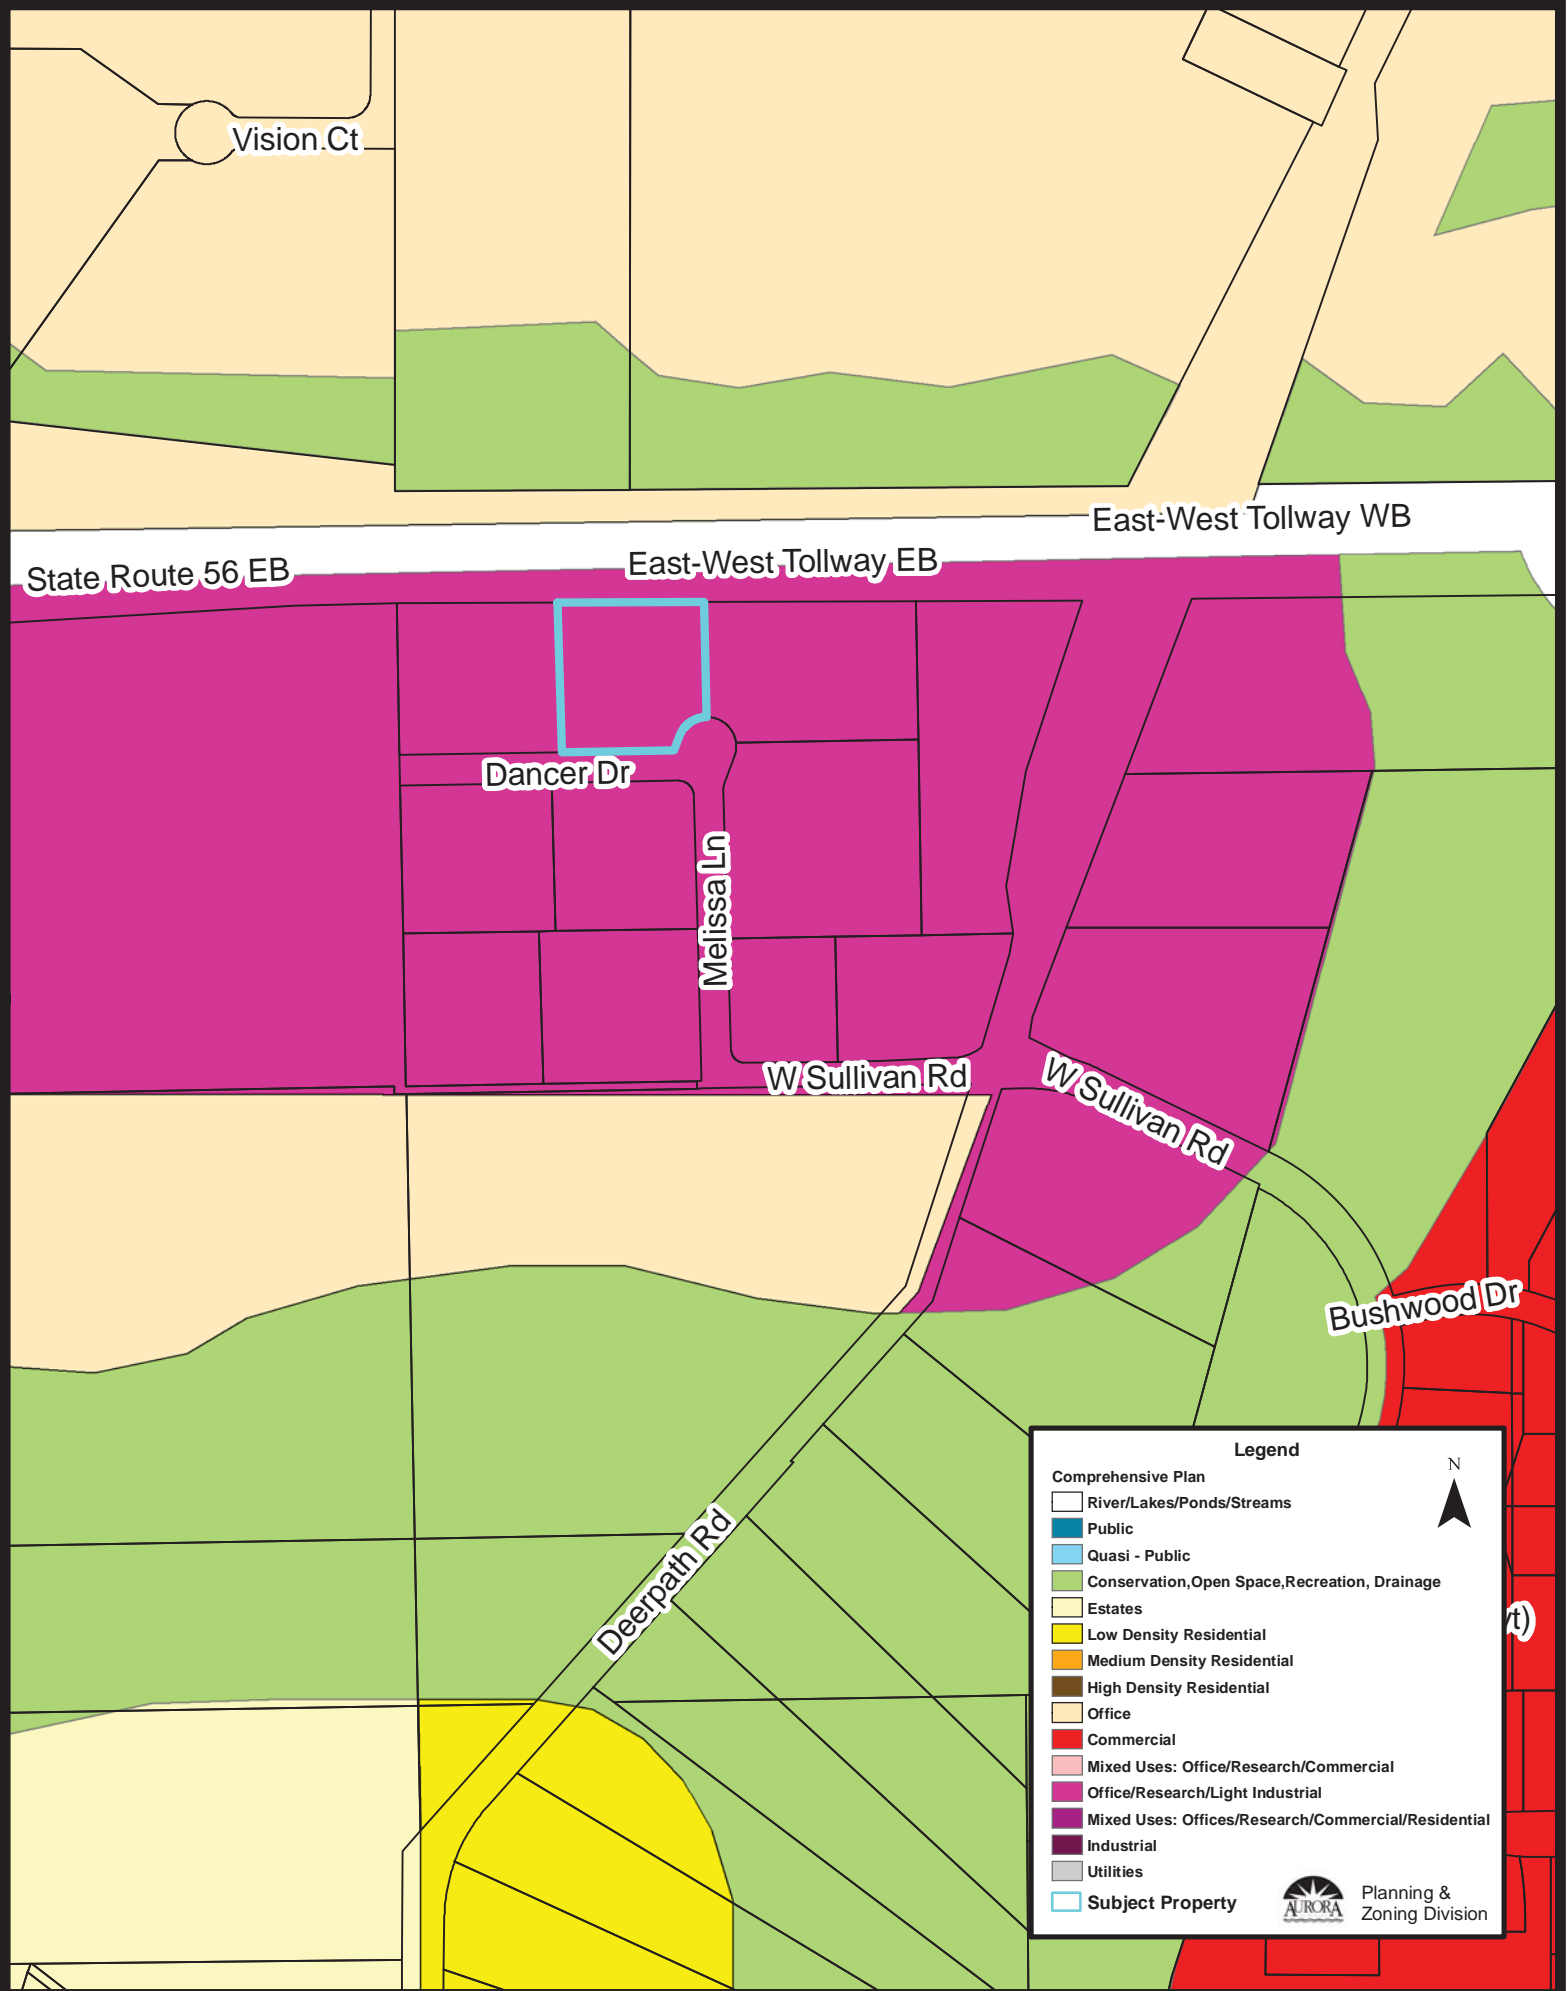 Vision Ct
East-West Tollway WB
State Route 56 EB
East-West Tollway EB
Dancer Dr
Melissa Ln
W Sullivan Rd
W Sullivan Rd
Bushwood Dr
Deerpath Rd
Legend
N
Comprehensive Plan
River/Lakes/Ponds/Streams
Public
Quasi - Public
Conservation,Open Space,Recreation, Drainage
Estates
Low Density Residential
Medium Density Residential
High Density Residential
Office
Commercial
Mixed Uses: Office/Research/Commercial
Office/Research/Light Industrial
Mixed Uses: Offices/Research/Commercial/Residential
Industrial
Utilities
Subject Property
AURORA
Planning &
Zoning Division